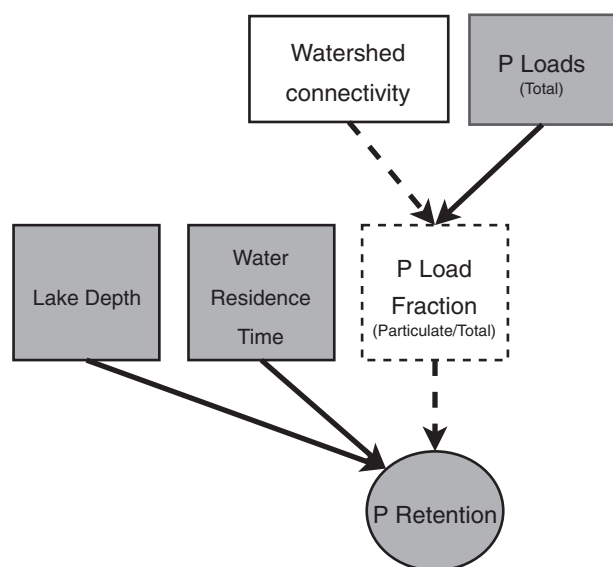 Watershed
connectivity
P Loads
(Total)
Lake Depth
Water
Residence
Time
P Load
Fraction
(Particulate/Total)
P Retention